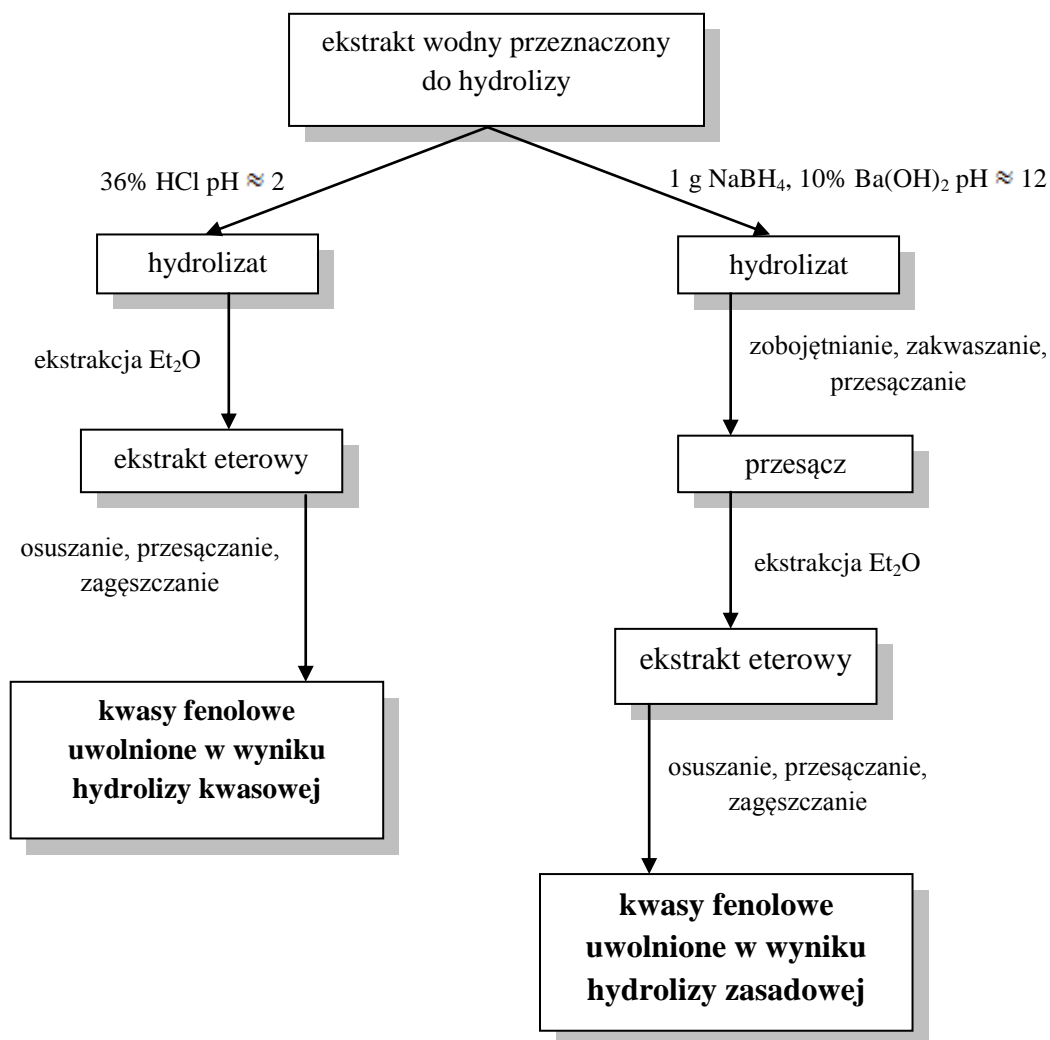 ekstrakt wodny przeznaczony
do hydrolizy
36% HCl pH ≈ 2
1 g NaBH₄, 10% Ba(OH)₂ pH ≈ 12
hydrolizat
hydrolizat
ekstrakcja Et₂O
zobojętnianie, zakwaszanie,
przesączanie
ekstrakt eterowy
przesącz
osuszanie, przesączanie,
zagęszczanie
ekstrakcja Et₂O
ekstrakt eterowy
kwasy fenolowe
uwolnione w wyniku
hydrolizy kwasowej
osuszanie, przesączanie,
zagęszczanie
kwasy fenolowe
uwolnione w wyniku
hydrolizy zasadowej